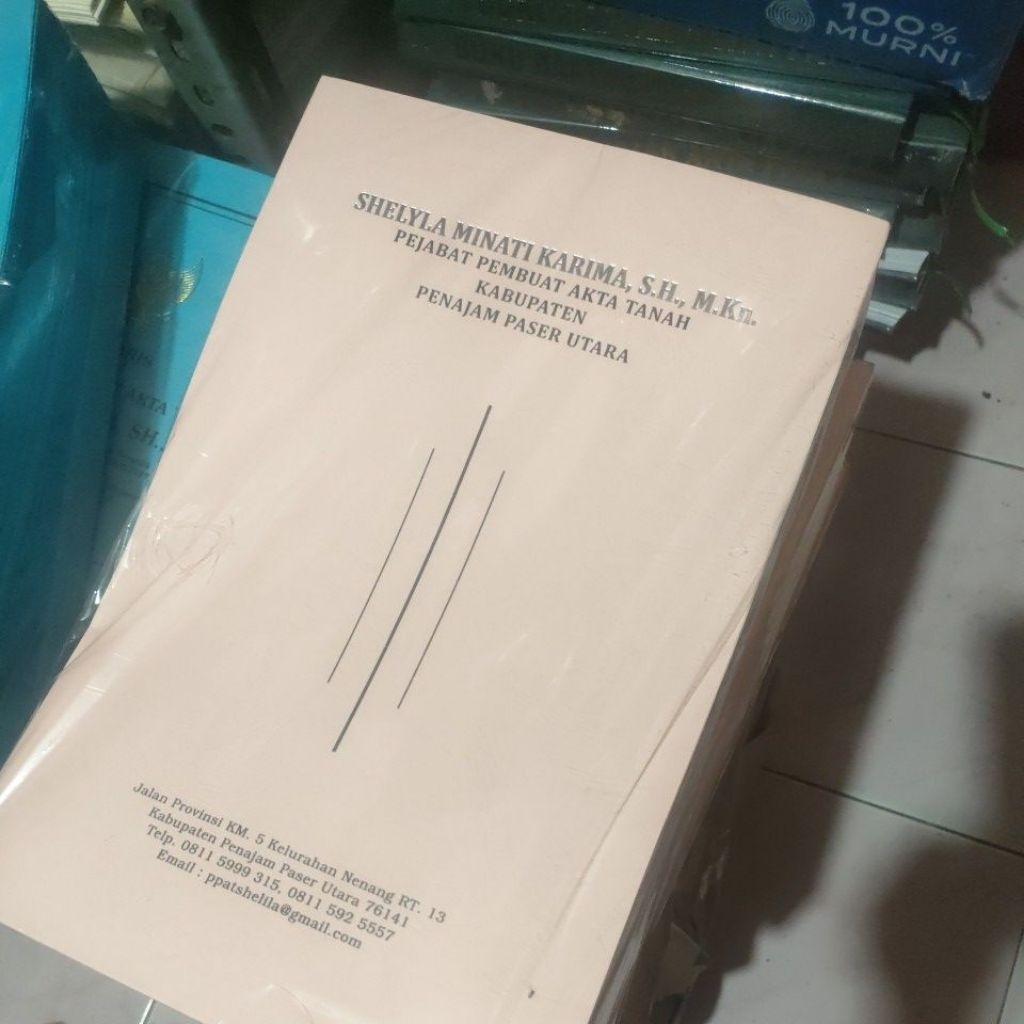 100%
MURNI
SHELYLA MINATI KARIMA, S.H., M.Kn.
PEJABAT PEMBUAT AKTA TANAH
KABUPATEN
PENAJAM PASER UTARA
AKTA
SH.
Jalan Provinsi KM. 5 Kelurahan Nenang RT. 13
Kabupaten Penajam Paser Utara 76141
Telp. 0811 5999 315, 0811 592 5557
Email : ppatshelila@gmail.com